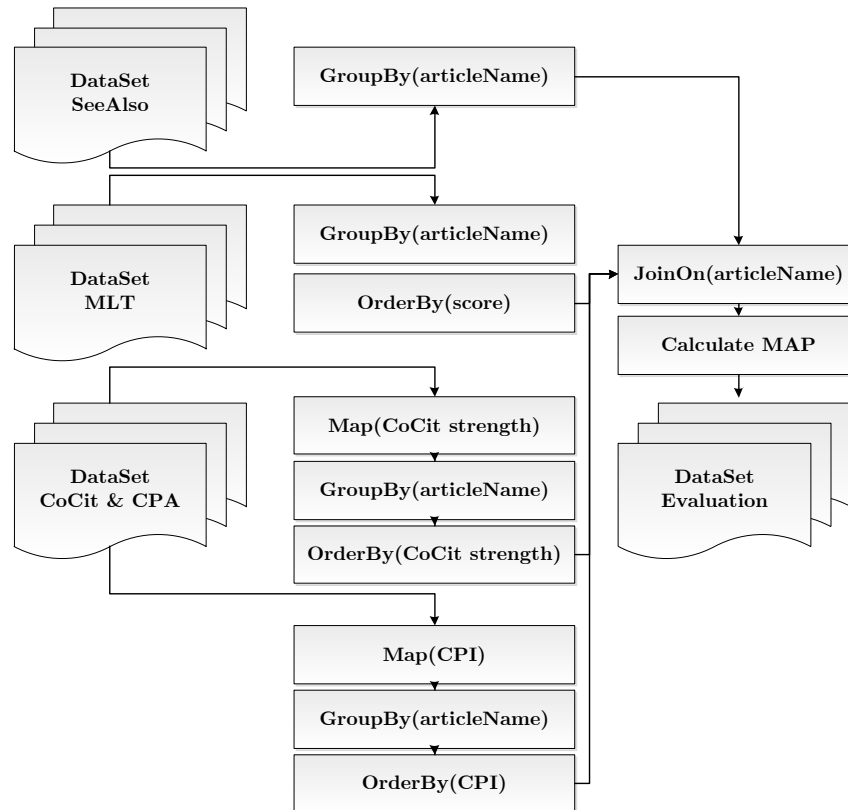 DataSet
SeeAlso
GroupBy(articleName)
DataSet
MLT
GroupBy(articleName)
OrderBy(score)
JoinOn(articleName)
Calculate MAP
DataSet
CoCit & CPA
Map(CoCit strength)
GroupBy(articleName)
OrderBy(CoCit strength)
DataSet
Evaluation
Map(CPI)
GroupBy(articleName)
OrderBy(CPI)